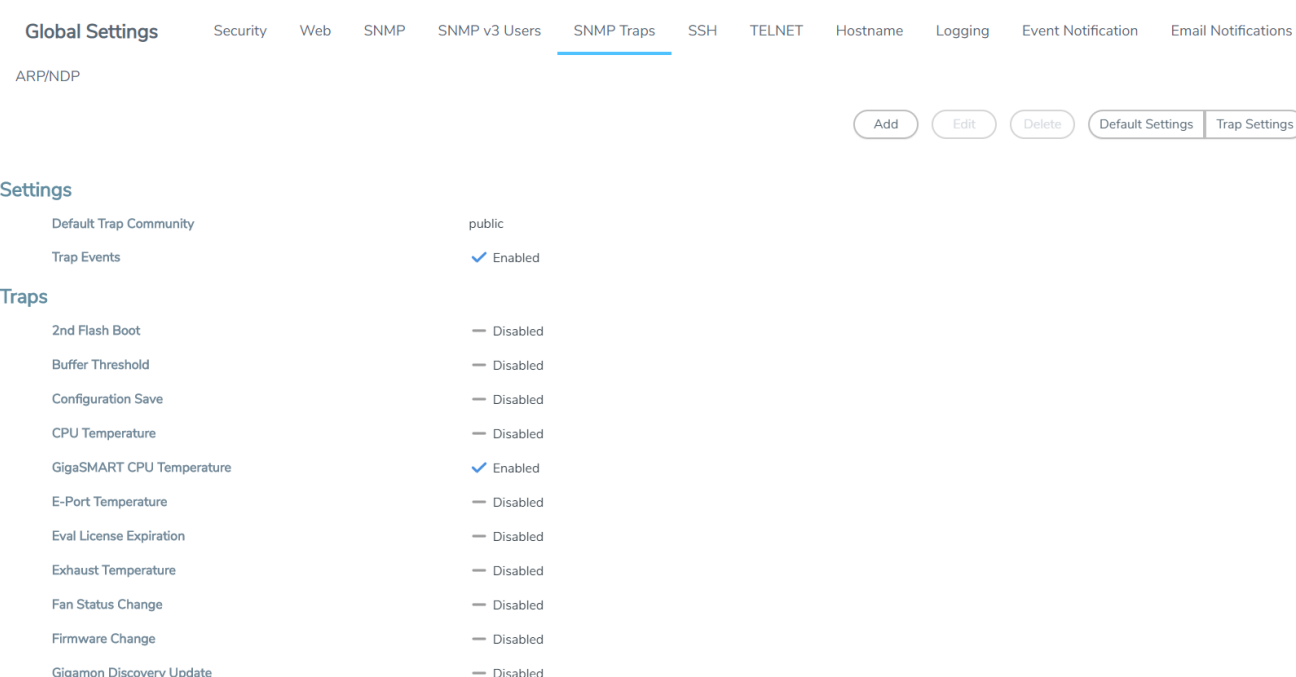 Global Settings Security Web SNMP SNMP v3 Users SNMP Traps SSH TELNET Hostname Logging Event Notification Email Notifications
ARP/NDP
Add Edit Delete Default Settings Trap Settings
Settings
Default Trap Community public
Trap Events Enabled
Traps
2nd Flash Boot Disabled
Buffer Threshold Disabled
Configuration Save Disabled
CPU Temperature Disabled
GigaSMART CPU Temperature Enabled
E-Port Temperature Disabled
Eval License Expiration Disabled
Exhaust Temperature Disabled
Fan Status Change Disabled
Firmware Change Disabled
Gigamon Discovery Update Disabled